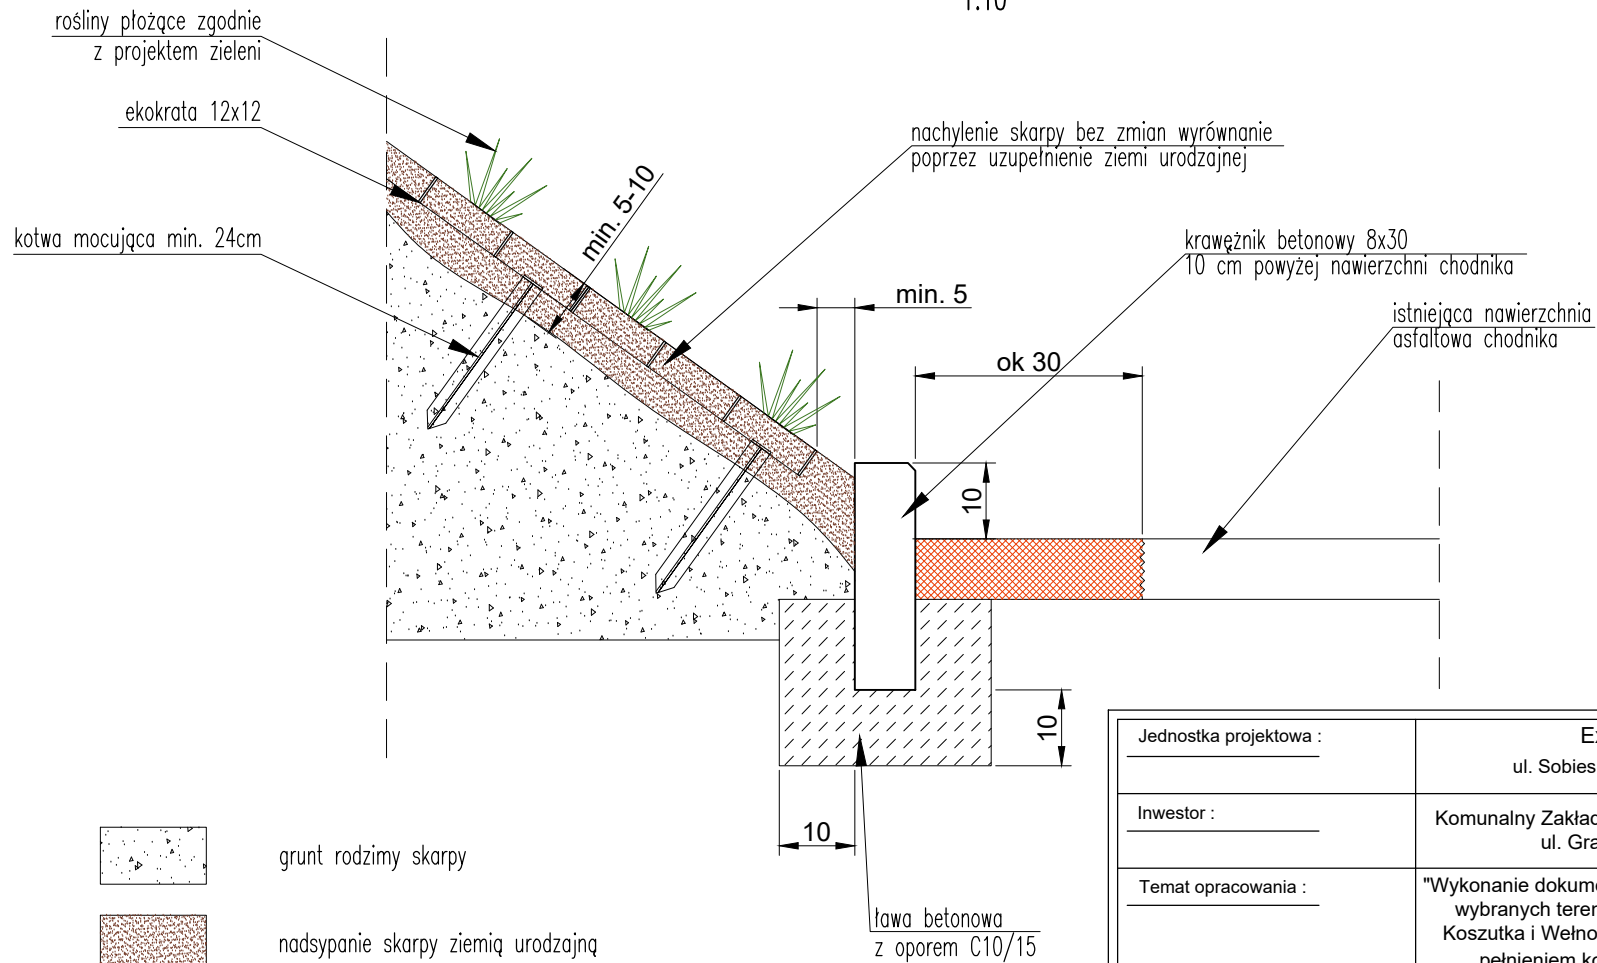 1:10
rośliny płożące zgodnie
z projektem zieleni
ekokrata 12x12
kotwa mocująca min. 24cm
min. 5-10
nachylenie skarpy bez zmian wyrównanie
poprzez uzupełnienie ziemi urodzajnej
krawężnik betonowy 8x30
10 cm powyżej nawierzchni chodnika
min. 5
istniejąca nawierzchnia
asfaltowa chodnika
ok 30
10
10
10
ława betonowa
z oporem C10/15
grunt rodzimy skarpy
nadsypanie skarpy ziemią urodzajną
Jednostka projektowa :
ul. Sobies
Inwestor :
Komunalny Zakład
ul. Gra
Temat opracowania :
"Wykonanie dokume
wybranych teren
Koszutka i Wełno
pełnieniem ko